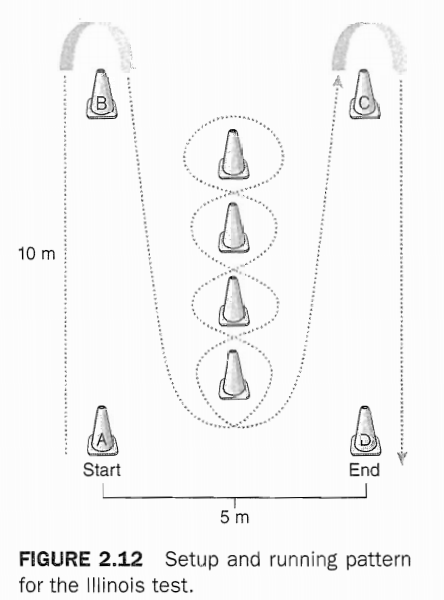 B
C
10 m
A
D
Start
End
5 m
FIGURE 2.12 Setup and running pattern
for the Illinois test.